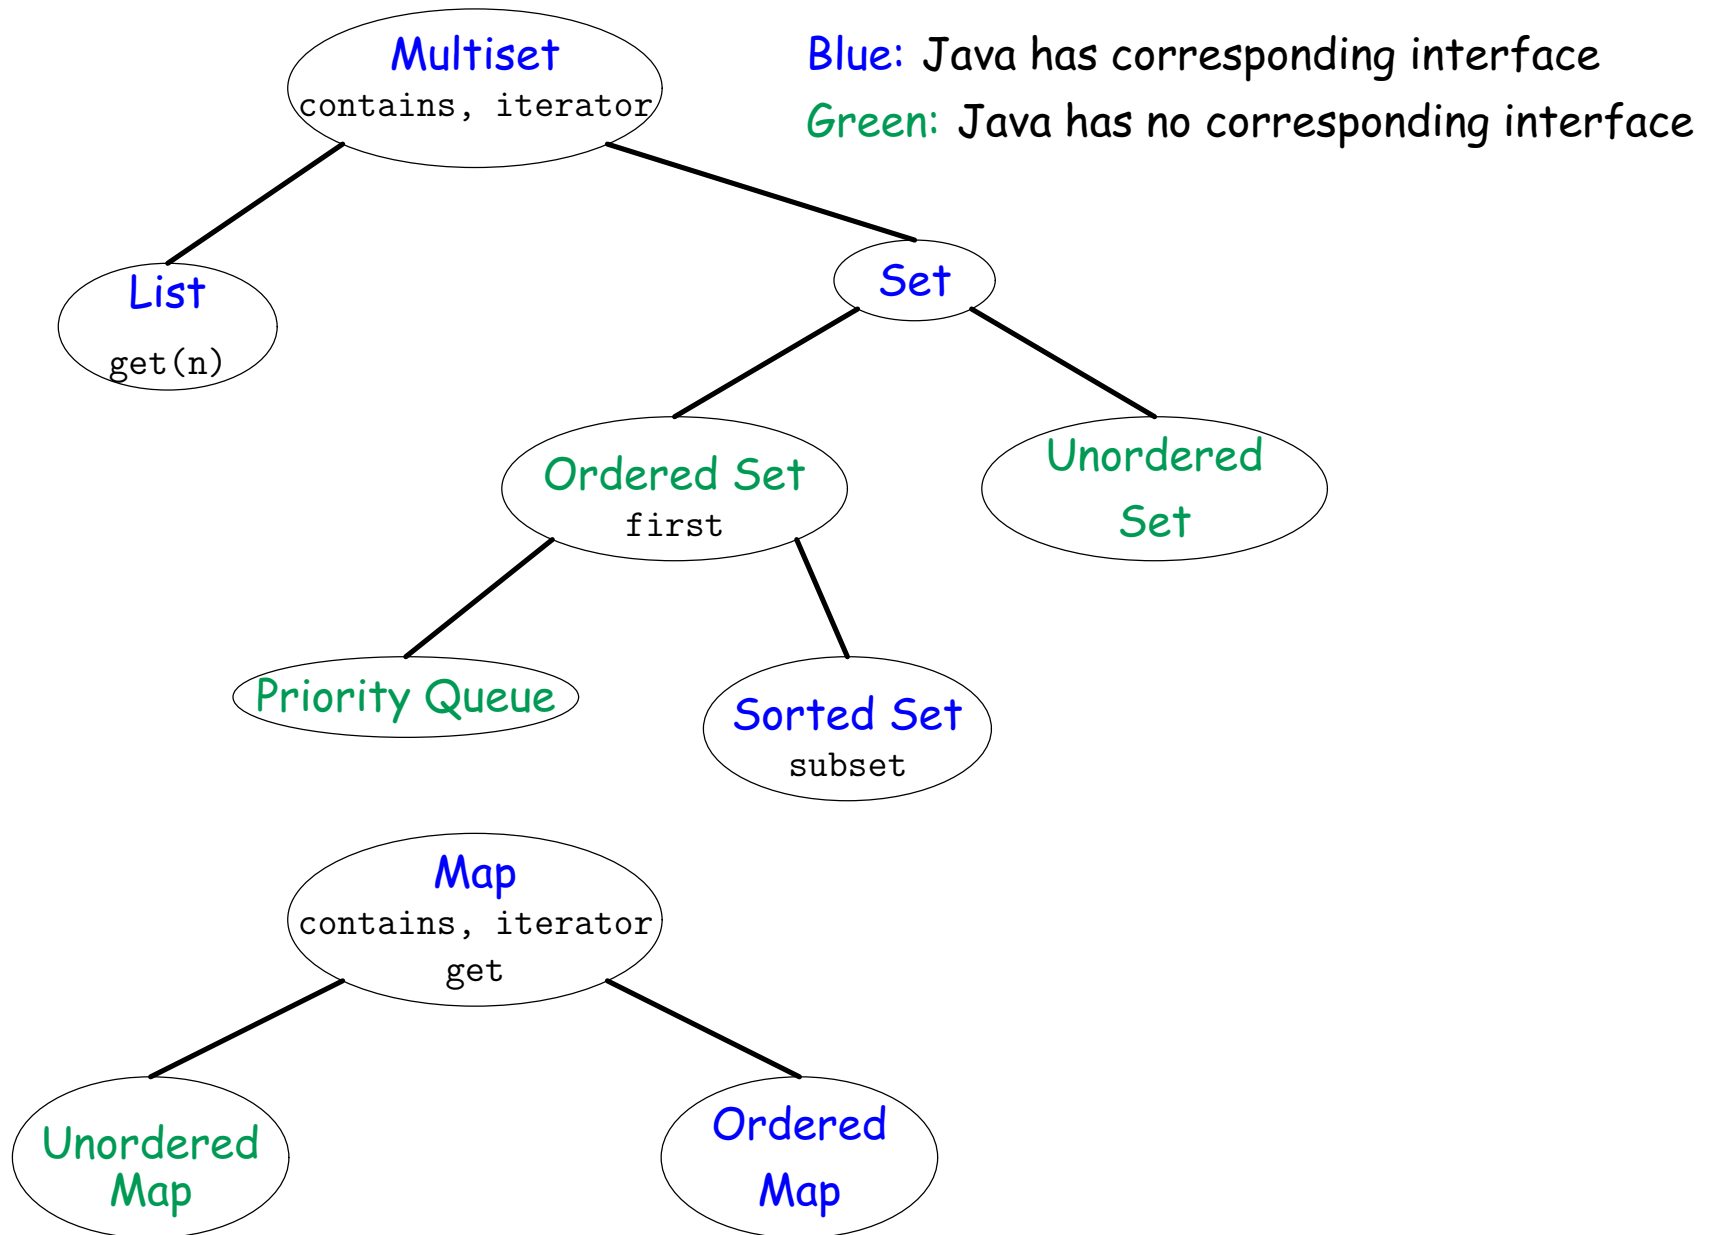 Multiset
contains, iterator
Blue: Java has corresponding interface
Green: Java has no corresponding interface
List
get(n)
Set
Ordered Set
first
Unordered
Set
Priority Queue
Sorted Set
subset
Map
contains, iterator
get
Unordered
Map
Ordered
Map